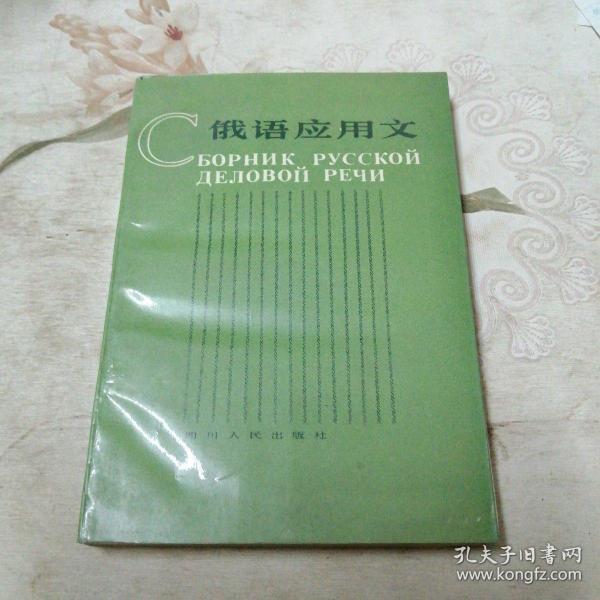 俄语应用文
СБОРНИК РУССКОЙ
ДЕЛОВОЙ РЕЧИ
四川人民出版社
孔夫子旧書网
www.kongfz.com